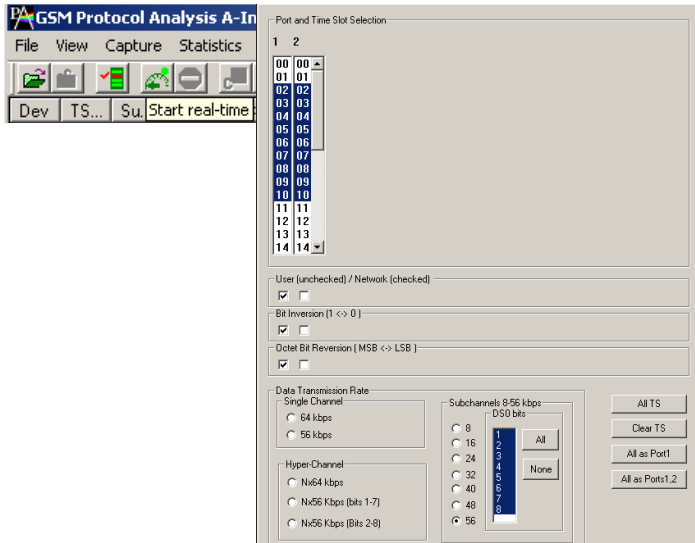 PA GSM Protocol Analysis A-In
File View Capture Statistics
Dev TS... Su. Start real-time
Port and Time Slot Selection
1 2
00 00
01 01
02 02
03 03
04 04
05 05
06 06
07 07
08 08
09 09
10 10
11 11
12 12
13 13
14 14
User (unchecked) / Network (checked)
Bit Inversion (1 <-> 0 )
Octet Bit Reversion ( MSB <-> LSB )
Data Transmission Rate
Single Channel
64 kbps
56 kbps
Hyper-Channel
Nx64 kbps
Nx56 Kbps (bits 1-7)
Nx56 Kbps (Bits 2-8)
Subchannels 8-56 kbps
8
16
24
32
40
48
56
DS0 bits
1
2
3
4
5
6
7
8
All
None
All TS
Clear TS
All as Port1
All as Ports1,2